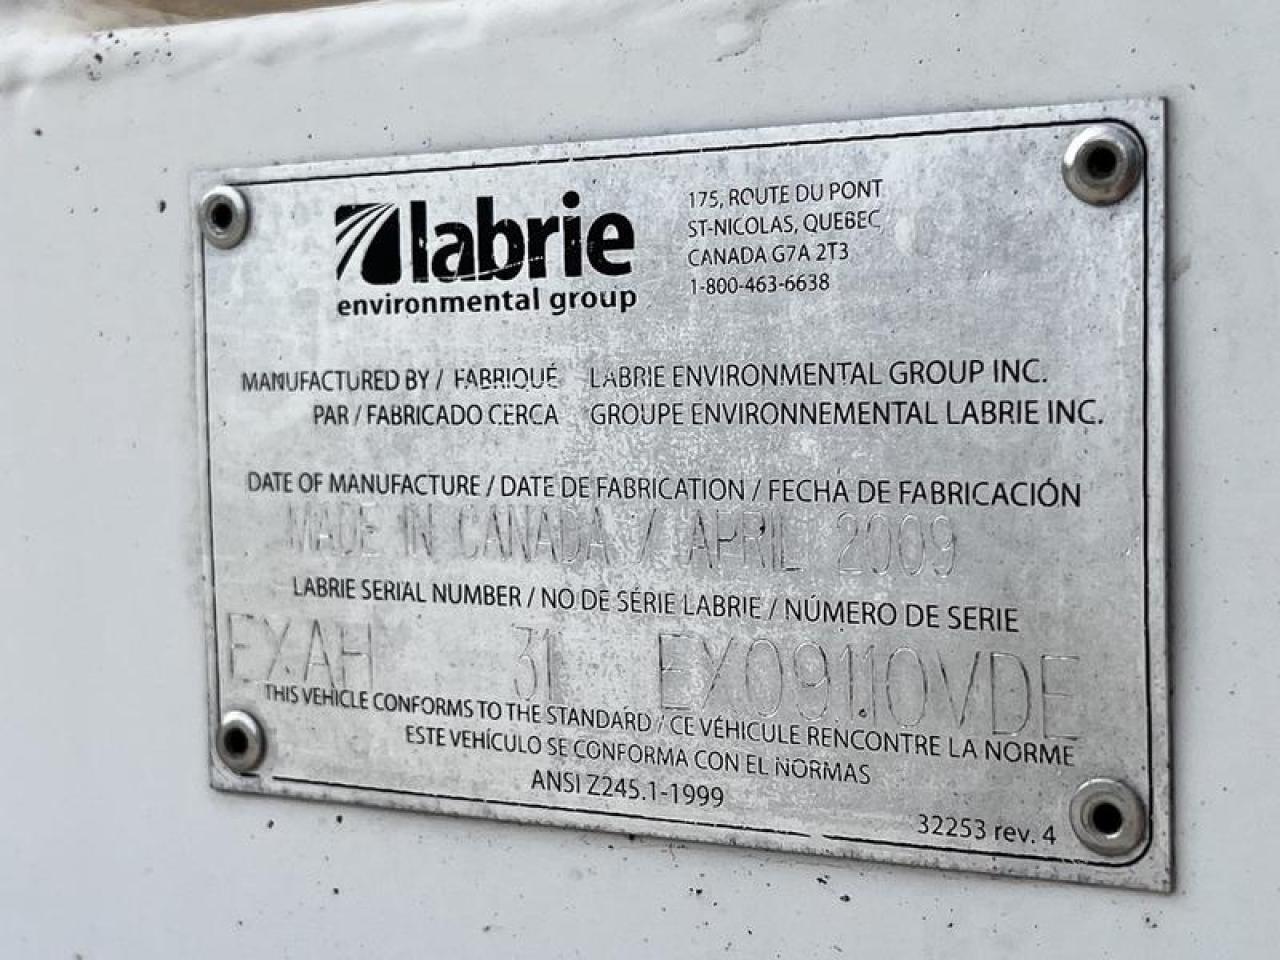 labrie
environmental group
175, ROUTE DU PONT
ST-NICOLAS, QUEBEC
CANADA G7A 2T3
1-800-463-6638
MANUFACTURED BY / FABRIQUÉ LABRIE ENVIRONMENTAL GROUP INC.
PAR / FABRICADO CERCA GROUPE ENVIRONNEMENTAL LABRIE INC.
DATE OF MANUFACTURE / DATE DE FABRICATION / FECHA DE FABRICACIÓN
MADE IN CANADA / APRIL 2009
LABRIE SERIAL NUMBER / NO DE SÉRIE LABRIE / NÚMERO DE SERIE
EXAH 31 EX09110VDE
THIS VEHICLE CONFORMS TO THE STANDARD / CE VÉHICULE RENCONTRE LA NORME
ESTE VEHÍCULO SE CONFORMA CON EL NORMAS
ANSI Z245.1-1999
32253 rev. 4